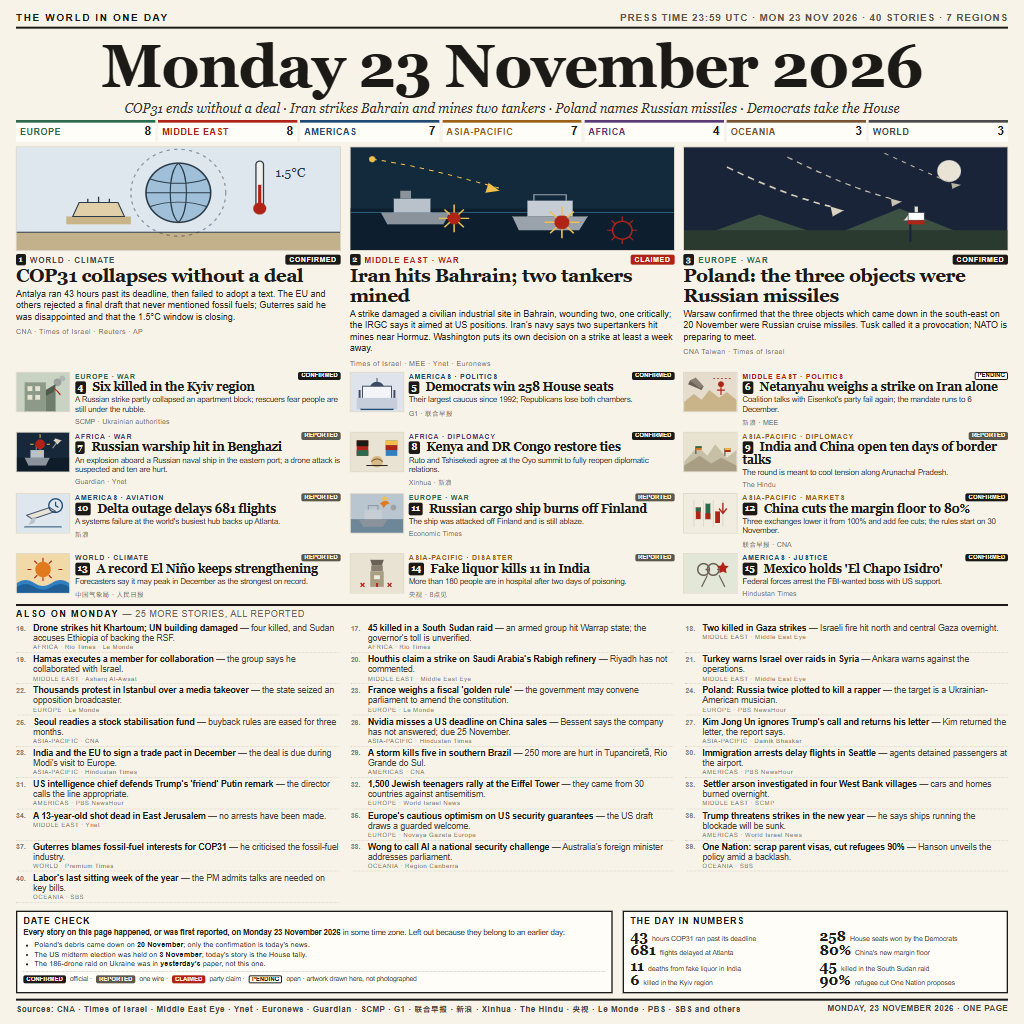 THE WORLD IN ONE DAY
PRESS TIME 23:59 UTC · MON 23 NOV 2026 · 40 STORIES · 7 REGIONS
Monday 23 November 2026
COP31 ends without a deal · Iran strikes Bahrain and mines two tankers · Poland names Russian missiles · Democrats take the House
EUROPE 8
MIDDLE EAST 8
AMERICAS 7
ASIA-PACIFIC 7
AFRICA 4
OCEANIA 3
WORLD 3
1.5°C
1 WORLD · CLIMATE CONFIRMED
COP31 collapses without a deal
Antalya ran 43 hours past its deadline, then failed to adopt a text. The EU and
others rejected a final draft that never mentioned fossil fuels; Guterres said he
was disappointed and that the 1.5°C window is closing.
CNA · Times of Israel · Reuters · AP
2 MIDDLE EAST · WAR CLAIMED
Iran hits Bahrain; two tankers
mined
A strike damaged a civilian industrial site in Bahrain, wounding two, one critically;
the IRGC says it aimed at US positions. Iran's navy says two supertankers hit
mines near Hormuz. Washington puts its own decision on a strike at least a week
away.
Times of Israel · MEE · Ynet · Euronews
3 EUROPE · WAR CONFIRMED
Poland: the three objects were
Russian missiles
Warsaw confirmed that the three objects which came down in the south-east on
20 November were Russian cruise missiles. Tusk called it a provocation; NATO is
preparing to meet.
CNA Taiwan · Times of Israel
EUROPE · WAR CONFIRMED
4 Six killed in the Kyiv region
A Russian strike partly collapsed an apartment block; rescuers fear people are
still under the rubble.
SCMP · Ukrainian authorities
AMERICAS · POLITICS CONFIRMED
5 Democrats win 258 House seats
Their largest caucus since 1992; Republicans lose both chambers.
G1 · 联合早报
MIDDLE EAST · POLITICS PENDING
6 Netanyahu weighs a strike on Iran alone
Coalition talks with Eisenkot's party fail again; the mandate runs to 6
December.
新浪 · MEE
AFRICA · WAR REPORTED
7 Russian warship hit in Benghazi
An explosion aboard a Russian naval ship in the eastern port; a drone attack is
suspected and ten are hurt.
Guardian · Ynet
AFRICA · DIPLOMACY CONFIRMED
8 Kenya and DR Congo restore ties
Ruto and Tshisekedi agree at the Oyo summit to fully reopen diplomatic
relations.
Xinhua · 新浪
ASIA-PACIFIC · DIPLOMACY REPORTED
9 India and China open ten days of border
talks
The round is meant to cool tension along Arunachal Pradesh.
The Hindu
AMERICAS · AVIATION REPORTED
10 Delta outage delays 681 flights
A systems failure at the world's busiest hub backs up Atlanta.
新浪
EUROPE · WAR REPORTED
11 Russian cargo ship burns off Finland
The ship was attacked off Finland and is still ablaze.
Economic Times
ASIA-PACIFIC · MARKETS CONFIRMED
12 China cuts the margin floor to 80%
Three exchanges lower it from 100% and add fee cuts; the rules start on 30
November.
联合早报 · CNA
WORLD · CLIMATE REPORTED
13 A record El Niño keeps strengthening
Forecasters say it may peak in December as the strongest on record.
中国气象局 · 人民日报
ASIA-PACIFIC · DISASTER REPORTED
14 Fake liquor kills 11 in India
More than 180 people are in hospital after two days of poisoning.
央视 · 8点见
AMERICAS · JUSTICE CONFIRMED
15 Mexico holds 'El Chapo Isidro'
Federal forces arrest the FBI-wanted boss with US support.
Hindustan Times
ALSO ON MONDAY — 25 MORE STORIES, ALL REPORTED
16. Drone strikes hit Khartoum; UN building damaged — four killed, and Sudan
accuses Ethiopia of backing the RSF.
AFRICA · Rio Times · Le Monde
17. 45 killed in a South Sudan raid — an armed group hit Warrap state; the
governor's toll is unverified.
AFRICA · Rio Times
18. Two killed in Gaza strikes — Israeli fire hit north and central Gaza overnight.
MIDDLE EAST · Middle East Eye
19. Hamas executes a member for collaboration — the group says he
collaborated with Israel.
MIDDLE EAST · Asharq Al-Awsat
20. Houthis claim a strike on Saudi Arabia's Rabigh refinery — Riyadh has not
commented.
MIDDLE EAST · Middle East Eye
21. Turkey warns Israel over raids in Syria — Ankara warns against the
operations.
MIDDLE EAST · Middle East Eye
22. Thousands protest in Istanbul over a media takeover — the state seized an
opposition broadcaster.
EUROPE · Le Monde
23. France weighs a fiscal 'golden rule' — the government may convene
parliament to amend the constitution.
EUROPE · Le Monde
24. Poland: Russia twice plotted to kill a rapper — the target is a Ukrainian-
American musician.
EUROPE · PBS NewsHour
25. Seoul readies a stock stabilisation fund — buyback rules are eased for three
months.
ASIA-PACIFIC · CNA
26. Nvidia misses a US deadline on China sales — Bessent says the company
has not answered; due 25 November.
ASIA-PACIFIC · Hindustan Times
27. Kim Jong Un ignores Trump's call and returns his letter — Kim returned the
letter, the report says.
ASIA-PACIFIC · Dainik Bhaskar
28. India and the EU to sign a trade pact in December — the deal is due during
Modi's visit to Europe.
ASIA-PACIFIC · Hindustan Times
29. A storm kills five in southern Brazil — 250 more are hurt in Tupanciretã, Rio
Grande do Sul.
AMERICAS · CNA
30. Immigration arrests delay flights in Seattle — agents detained passengers at
the airport.
AMERICAS · PBS NewsHour
31. US intelligence chief defends Trump's 'friend' Putin remark — the director
calls the line appropriate.
AMERICAS · PBS NewsHour
32. 1,500 Jewish teenagers rally at the Eiffel Tower — they came from 30
countries against antisemitism.
EUROPE · World Israel News
33. Settler arson investigated in four West Bank villages — cars and homes
burned overnight.
MIDDLE EAST · SCMP
34. A 13-year-old shot dead in East Jerusalem — no arrests have been made.
MIDDLE EAST · Ynet
35. Europe's cautious optimism on US security guarantees — the US draft
draws a guarded welcome.
EUROPE · Novaya Gazeta Europe
36. Trump threatens strikes in the new year — he says ships running the
blockade will be sunk.
AMERICAS · World Israel News
37. Guterres blames fossil-fuel interests for COP31 — he criticised the fossil-fuel
industry.
WORLD · Premium Times
38. Wong to call AI a national security challenge — Australia's foreign minister
addresses parliament.
OCEANIA · Region Canberra
39. One Nation: scrap parent visas, cut refugees 90% — Hanson unveils the
policy amid a backlash.
OCEANIA · SBS
40. Labor's last sitting week of the year — the PM admits talks are needed on
key bills.
OCEANIA · SBS
DATE CHECK
Every story on this page happened, or was first reported, on Monday 23 November 2026 in some time zone. Left out because they belong to an earlier day:
• Poland's debris came down on 20 November; only the confirmation is today's news.
• The US midterm election was held on 3 November; today's story is the House tally.
• The 186-drone raid on Ukraine was in yesterday's paper, not this one.
CONFIRMED official · REPORTED one wire · CLAIMED party claim · PENDING open · artwork drawn here, not photographed
THE DAY IN NUMBERS
43 hours COP31 ran past its deadline
258 House seats won by the Democrats
681 flights delayed at Atlanta
80% China's new margin floor
11 deaths from fake liquor in India
45 killed in the South Sudan raid
6 killed in the Kyiv region
90% refugee cut One Nation proposes
Sources: CNA · Times of Israel · Middle East Eye · Ynet · Euronews · Guardian · SCMP · G1 · 联合早报 · 新浪 · Xinhua · The Hindu · 央视 · Le Monde · PBS · SBS and others
MONDAY, 23 NOVEMBER 2026 · ONE PAGE